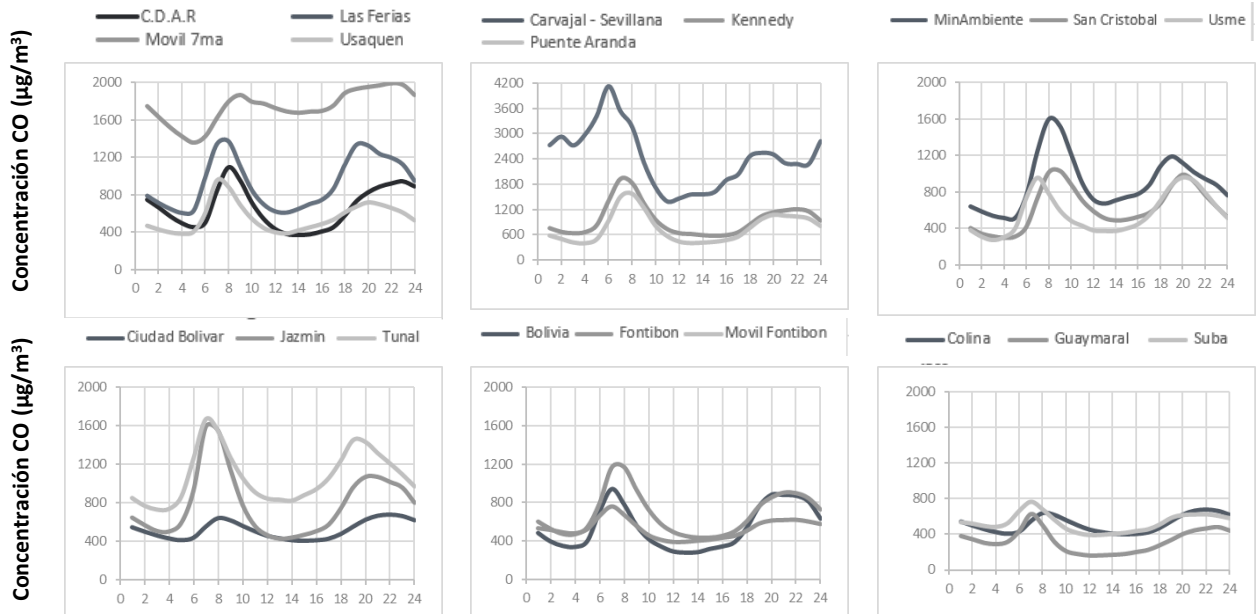 C.D.A.R Las Ferias
Movil 7ma Usaquen
Carvajal - Sevillana Kennedy
Puente Aranda
MinAmbiente San Cristobal Usme
Concentración CO (µg/m³)
2000
1600
1200
800
400
0
0 2 4 6 8 10 12 14 16 18 20 22 24
4200
3600
3000
2400
1800
1200
600
0
0 2 4 6 8 10 12 14 16 18 20 22 24
2000
1600
1200
800
400
0
0 2 4 6 8 10 12 14 16 18 20 22 24
Ciudad Bolivar Jazmin Tunal
Bolivia Fontibon Movil Fontibon
Colina Guaymaral Suba
Concentración CO (µg/m³)
2000
1600
1200
800
400
0
0 2 4 6 8 10 12 14 16 18 20 22 24
2000
1600
1200
800
400
0
0 2 4 6 8 10 12 14 16 18 20 22 24
2000
1600
1200
800
400
0
0 2 4 6 8 10 12 14 16 18 20 22 24